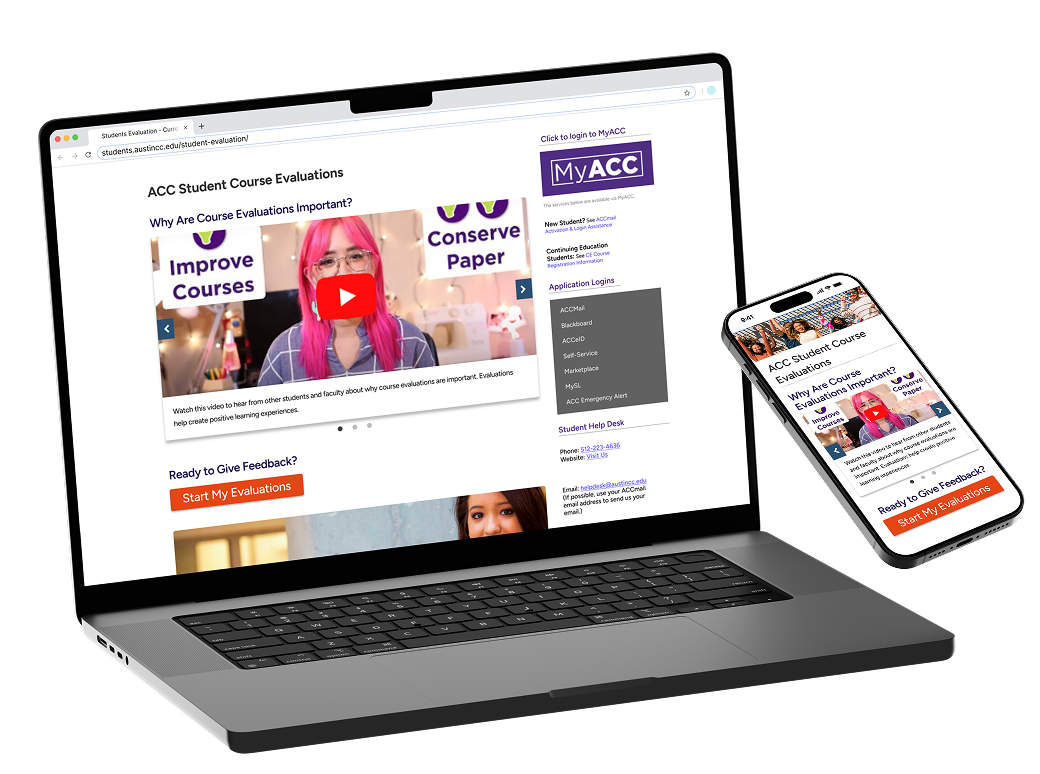 Students Evaluation - Curre
students.austincc.edu/student-evaluation/
ACC Student Course Evaluations
Why Are Course Evaluations Important?
Improve
Courses
Conserve
Paper
Watch this video to hear from other students and faculty about why course evaluations are important. Evaluations
help create positive learning experiences.
Ready to Give Feedback?
Start My Evaluations
Click to login to MyACC
MyACC
The services below are available via MyACC.
New Student? See ACCmail
Activation & Login Assistance
Continuing Education
Students: See CE Course
Registration Information
Application Logins
ACCMail
Blackboard
ACCeID
Self-Service
Marketplace
MySL
ACC Emergency Alert
Student Help Desk
Phone: 512-223-4636
Website: Visit Us
Email: helpdesk@austincc.edu
(If possible, use your ACCmail
email address to send us your
email.)
9:41
ACC Student Course
Evaluations
Why Are Course
Evaluations Important?
Improve
Courses
Conserve
Paper
Watch this video to hear from other students
and faculty about why course evaluations are
important. Evaluations help create positive
learning experiences.
Ready to Give Feedback?
Start My Evaluations